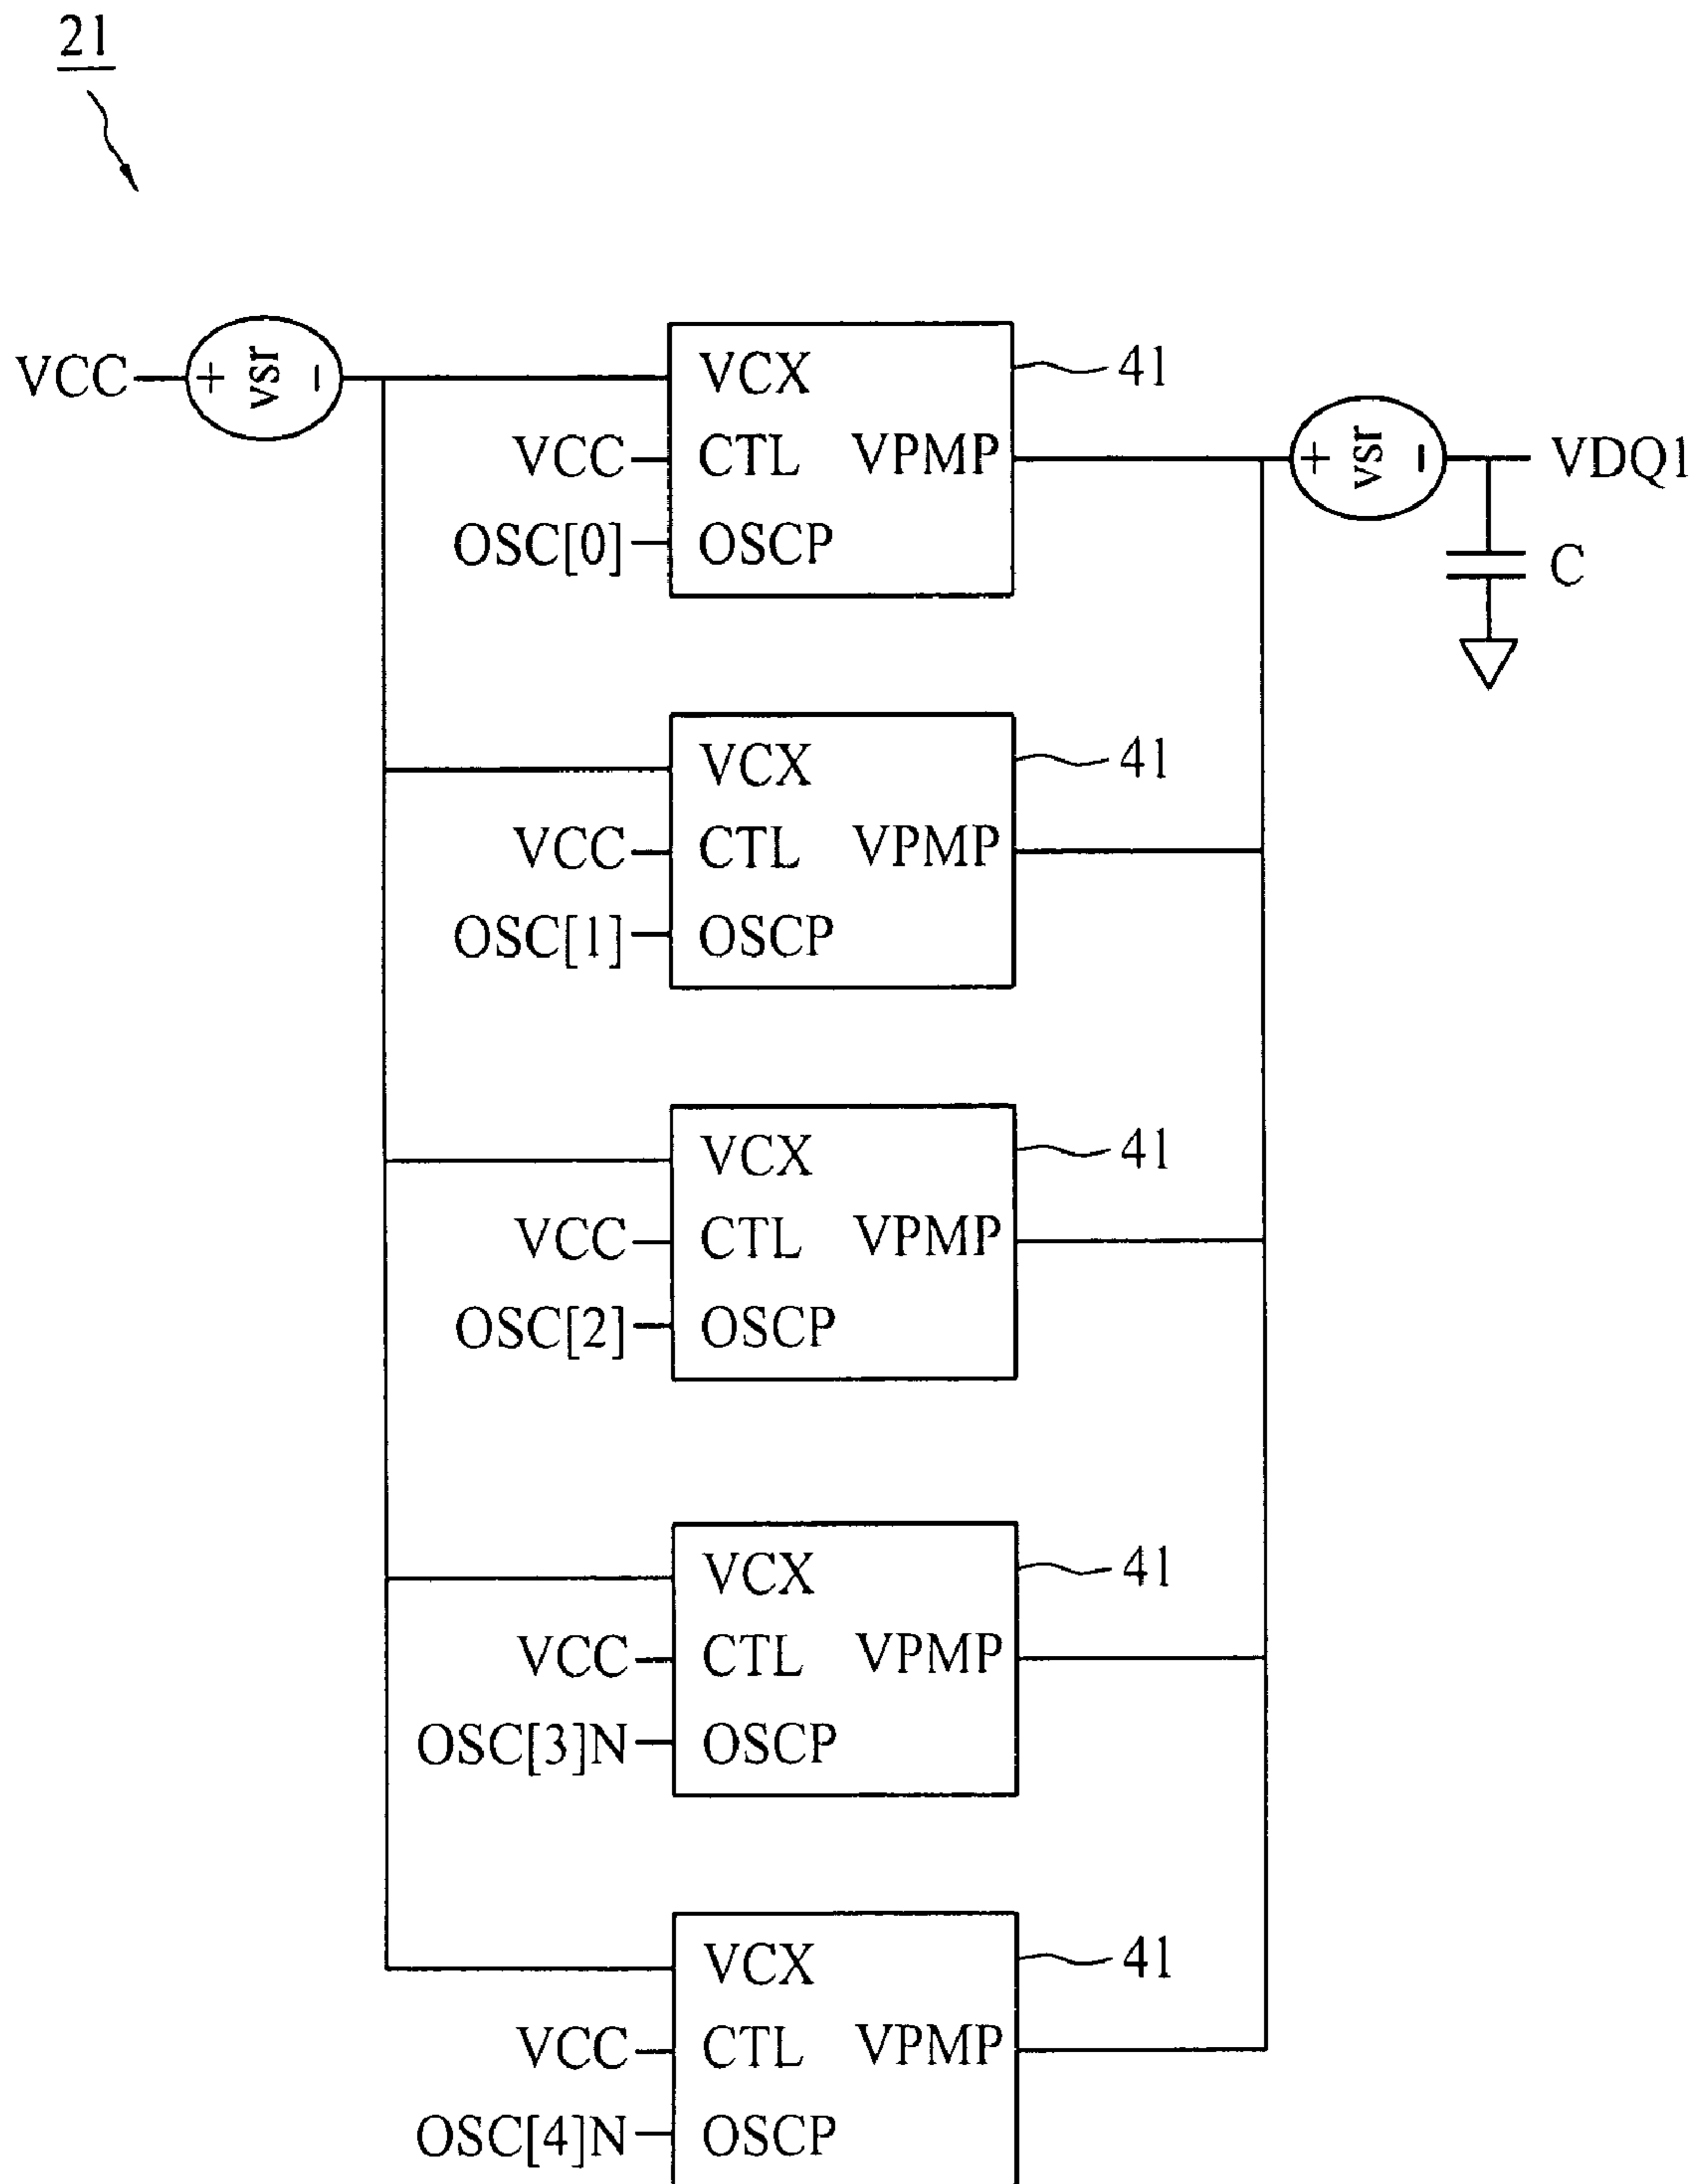 21
VCC + vsr - VCX 41
VCC CTL VPMP + vsr - VDQ1
OSC[0] OSCP C
VCX 41
VCC CTL VPMP
OSC[1] OSCP
VCX 41
VCC CTL VPMP
OSC[2] OSCP
VCX 41
VCC CTL VPMP
OSC[3]N OSCP
VCX 41
VCC CTL VPMP
OSC[4]N OSCP